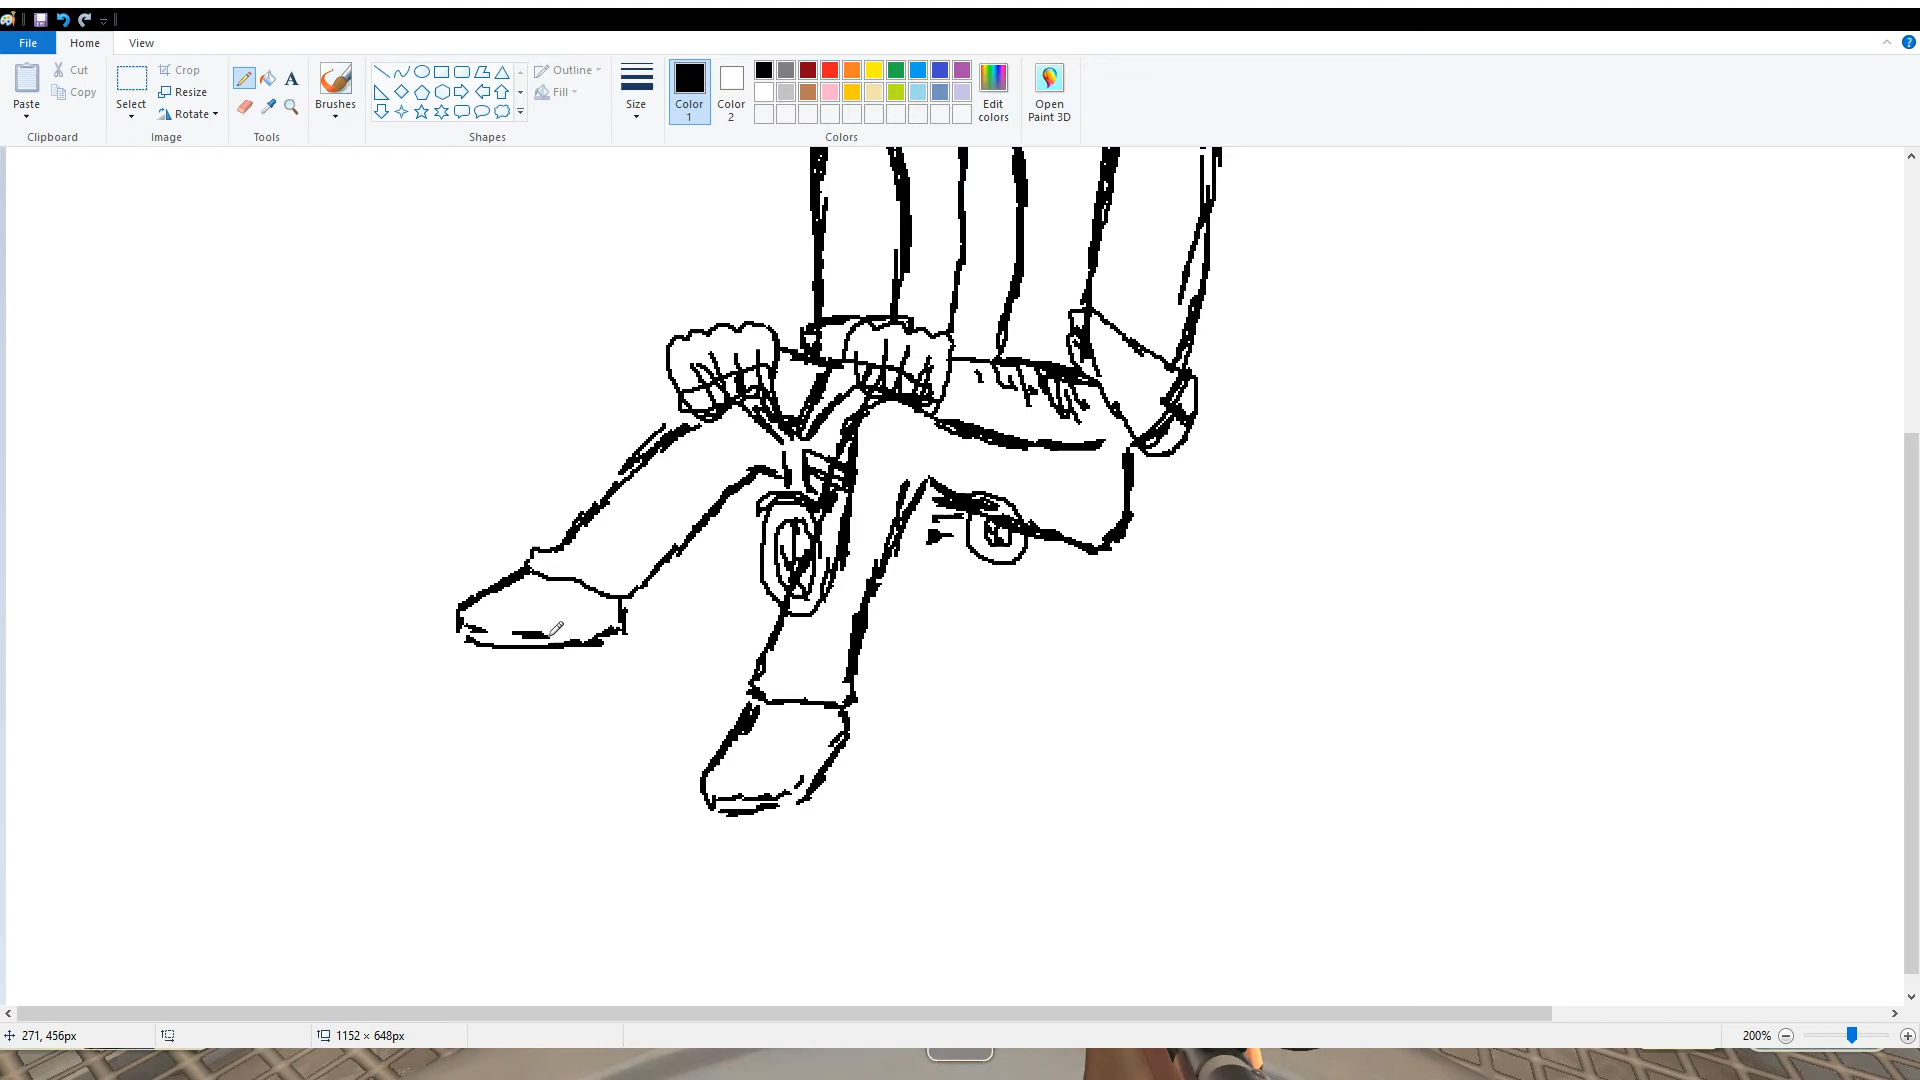 File Home View
Cut
Copy
Paste
Clipboard
Crop
Resize
Rotate
Select
Image
A
Tools
Brushes
Outline
Fill
Shapes
Size
Color
1
Color
2
Edit
colors
Colors
Open
Paint 3D
271, 456px
1152 × 648px
200%